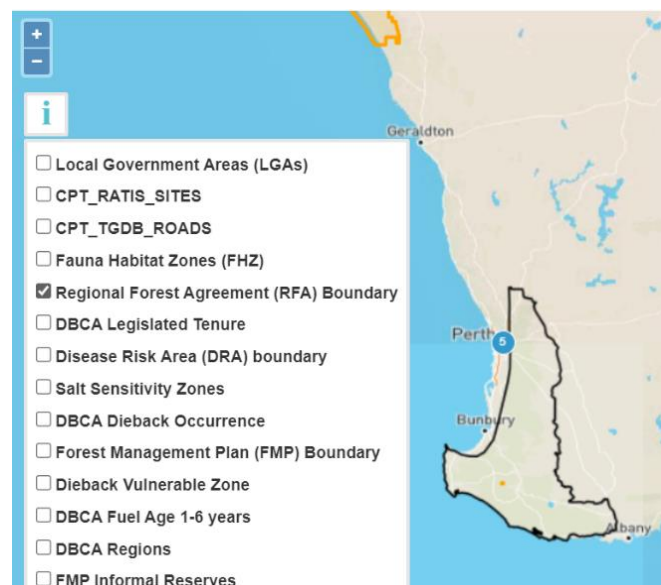 +
−
i
Geraldton
Local Government Areas (LGAs)
CPT_RATIS_SITES
CPT_TGDB_ROADS
Fauna Habitat Zones (FHZ)
Regional Forest Agreement (RFA) Boundary
DBCA Legislated Tenure
Perth
5
Disease Risk Area (DRA) boundary
Salt Sensitivity Zones
DBCA Dieback Occurrence
Bunbury
Forest Management Plan (FMP) Boundary
Dieback Vulnerable Zone
DBCA Fuel Age 1-6 years
Albany
DBCA Regions
FMP Informal Reserves